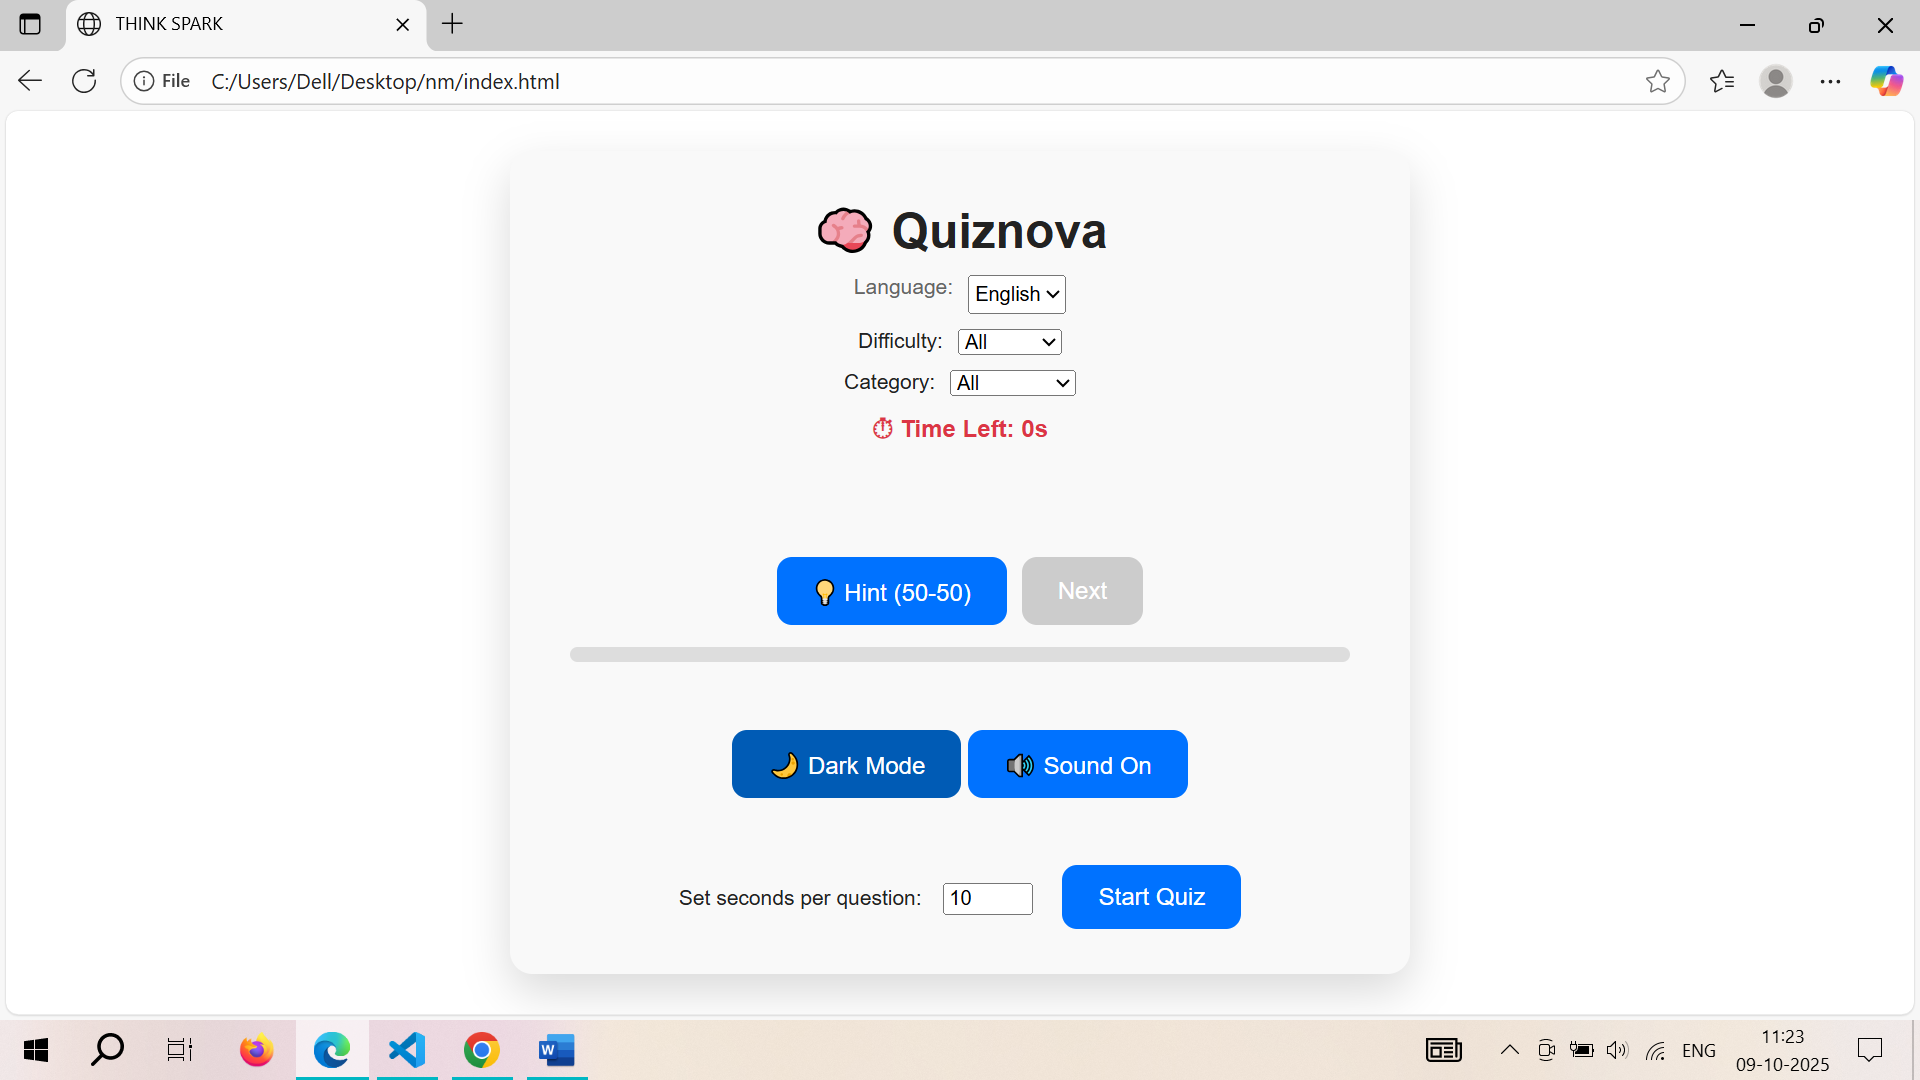 THINK SPARK
File C:/Users/Dell/Desktop/nm/index.html
🧠 Quiznova
Language: English
Difficulty: All
Category: All
⏱ Time Left: 0s
💡 Hint (50-50) Next
🌙 Dark Mode 🔊 Sound On
Set seconds per question: 10 Start Quiz
W ENG 11:23
09-10-2025